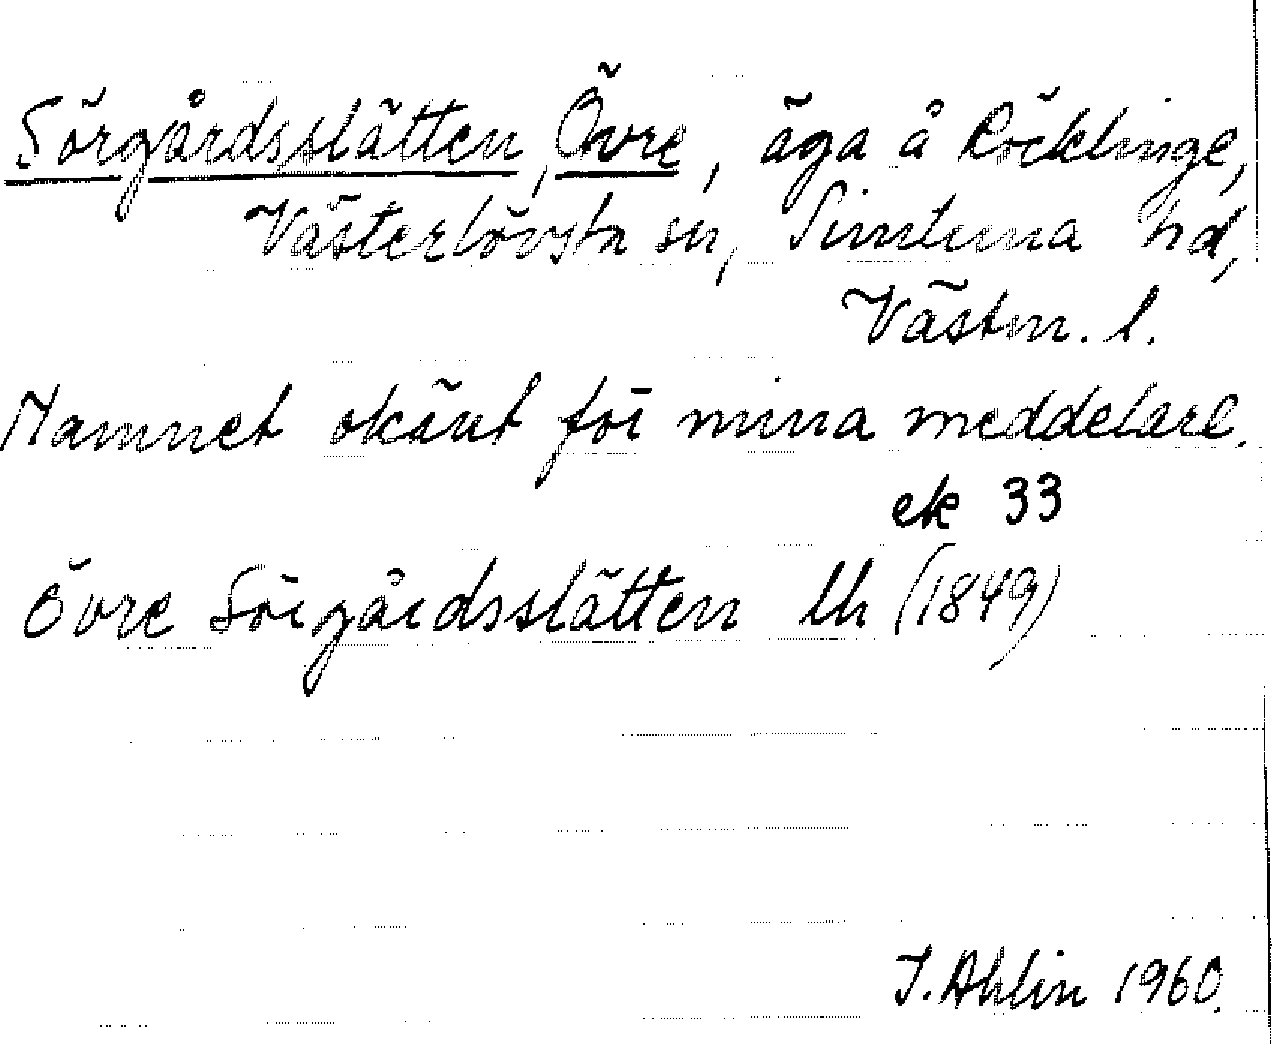 Sörgårdsslätten, Övre, äga å Röcklinge,
Västerlövsta sn, Simtuna hd,
Västm. l.
Namnet okänt för mina meddelare.
ek 33
Övre Sörgårdsslätten Lh (1849)
I. Ahlin 1960.